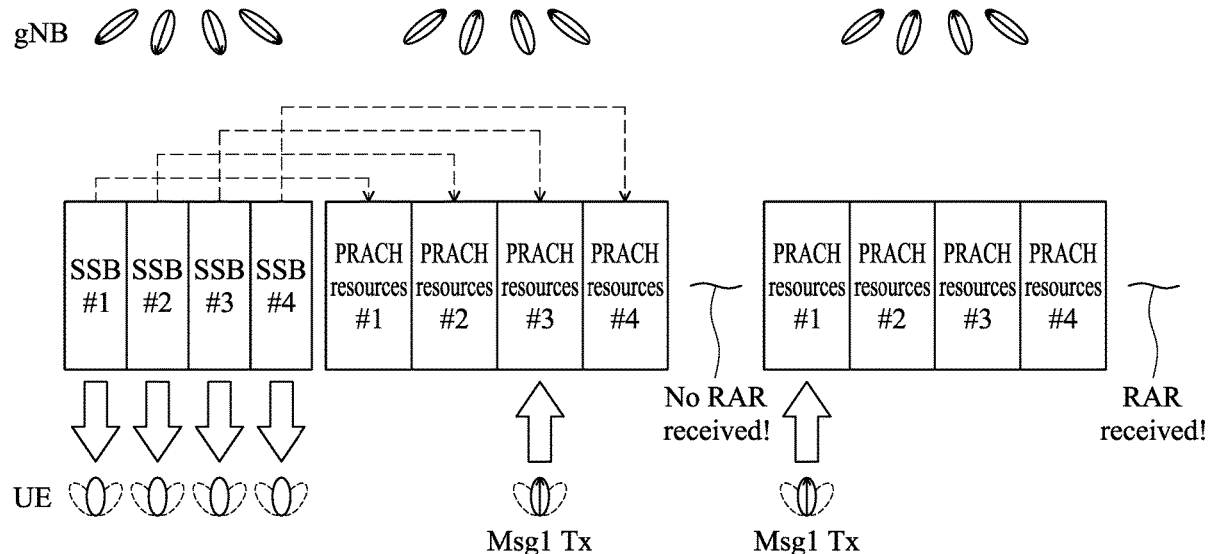 gNB
SSB
#1
SSB
#2
SSB
#3
SSB
#4
PRACH
resources
#1
PRACH
resources
#2
PRACH
resources
#3
PRACH
resources
#4
No RAR
received!
PRACH
resources
#1
PRACH
resources
#2
PRACH
resources
#3
PRACH
resources
#4
RAR
received!
UE
Msg1 Tx
Msg1 Tx